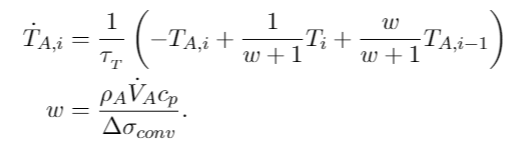 \dot{T}_{A,i} = \frac{1}{\tau_T} \left( -T_{A,i} + \frac{1}{w+1} T_i + \frac{w}{w+1} T_{A,i-1} \right)
w = \frac{\rho_A \dot{V}_A c_p}{\Delta\sigma_{conv}}.